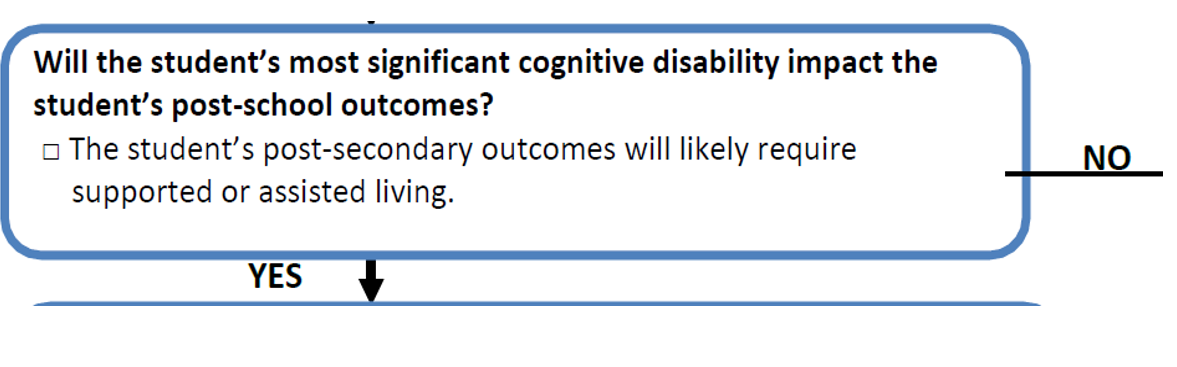 Will the student’s most significant cognitive disability impact the
student’s post-school outcomes?
□ The student’s post-secondary outcomes will likely require
supported or assisted living.
NO
YES